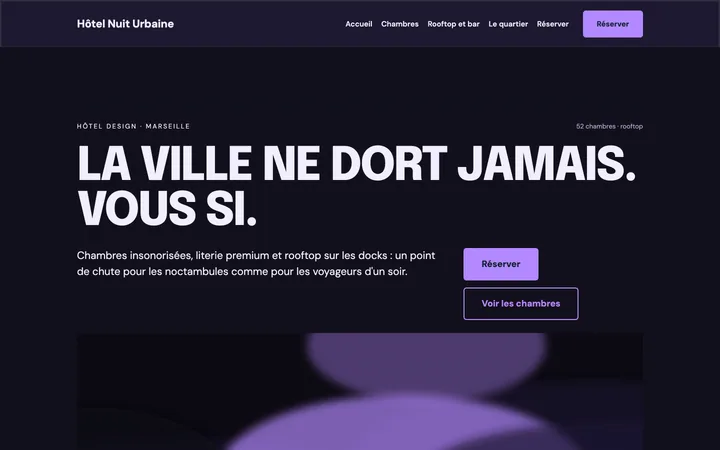 Hôtel Nuit Urbaine
Accueil Chambres Rooftop et bar Le quartier Réserver Réserver
HÔTEL DESIGN · MARSEILLE
52 chambres · rooftop
LA VILLE NE DORT JAMAIS.
VOUS SI.
Chambres insonorisées, literie premium et rooftop sur les docks : un point
de chute pour les noctambules comme pour les voyageurs d'un soir.
Réserver
Voir les chambres